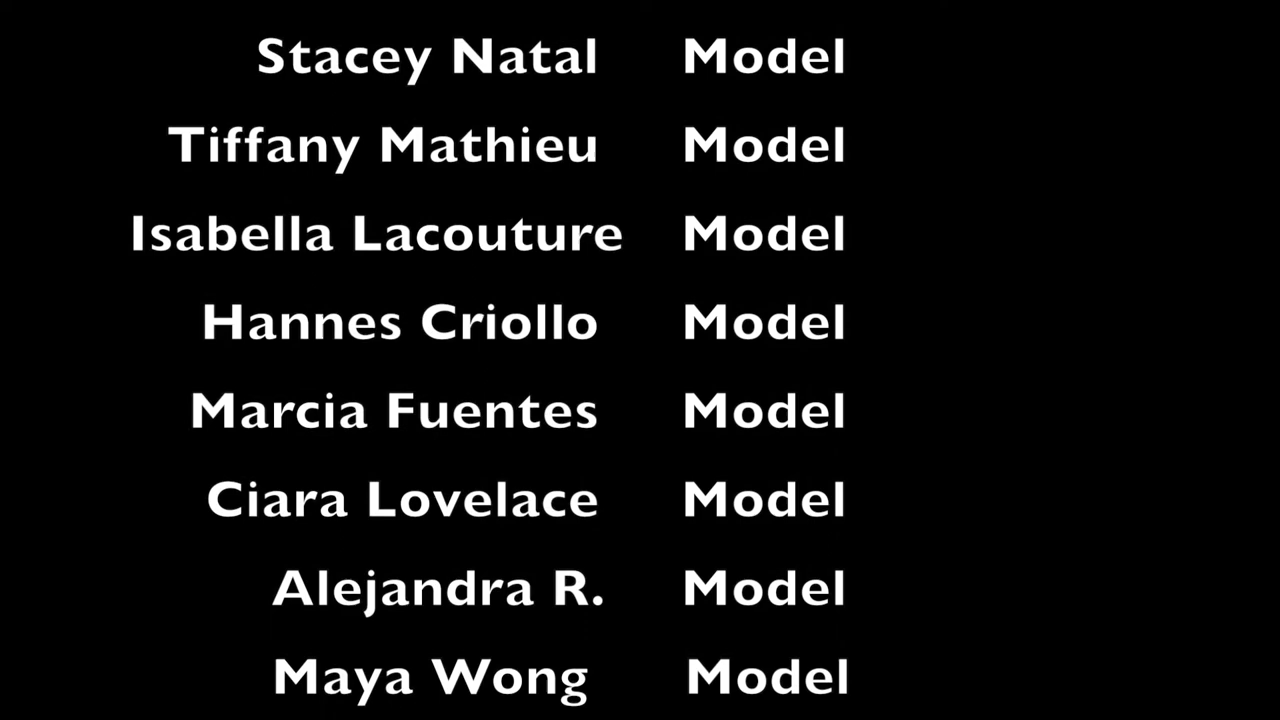 Stacey Natal Model
Tiffany Mathieu Model
Isabella Lacouture Model
Hannes Criollo Model
Marcia Fuentes Model
Ciara Lovelace Model
Alejandra R. Model
Maya Wong Model